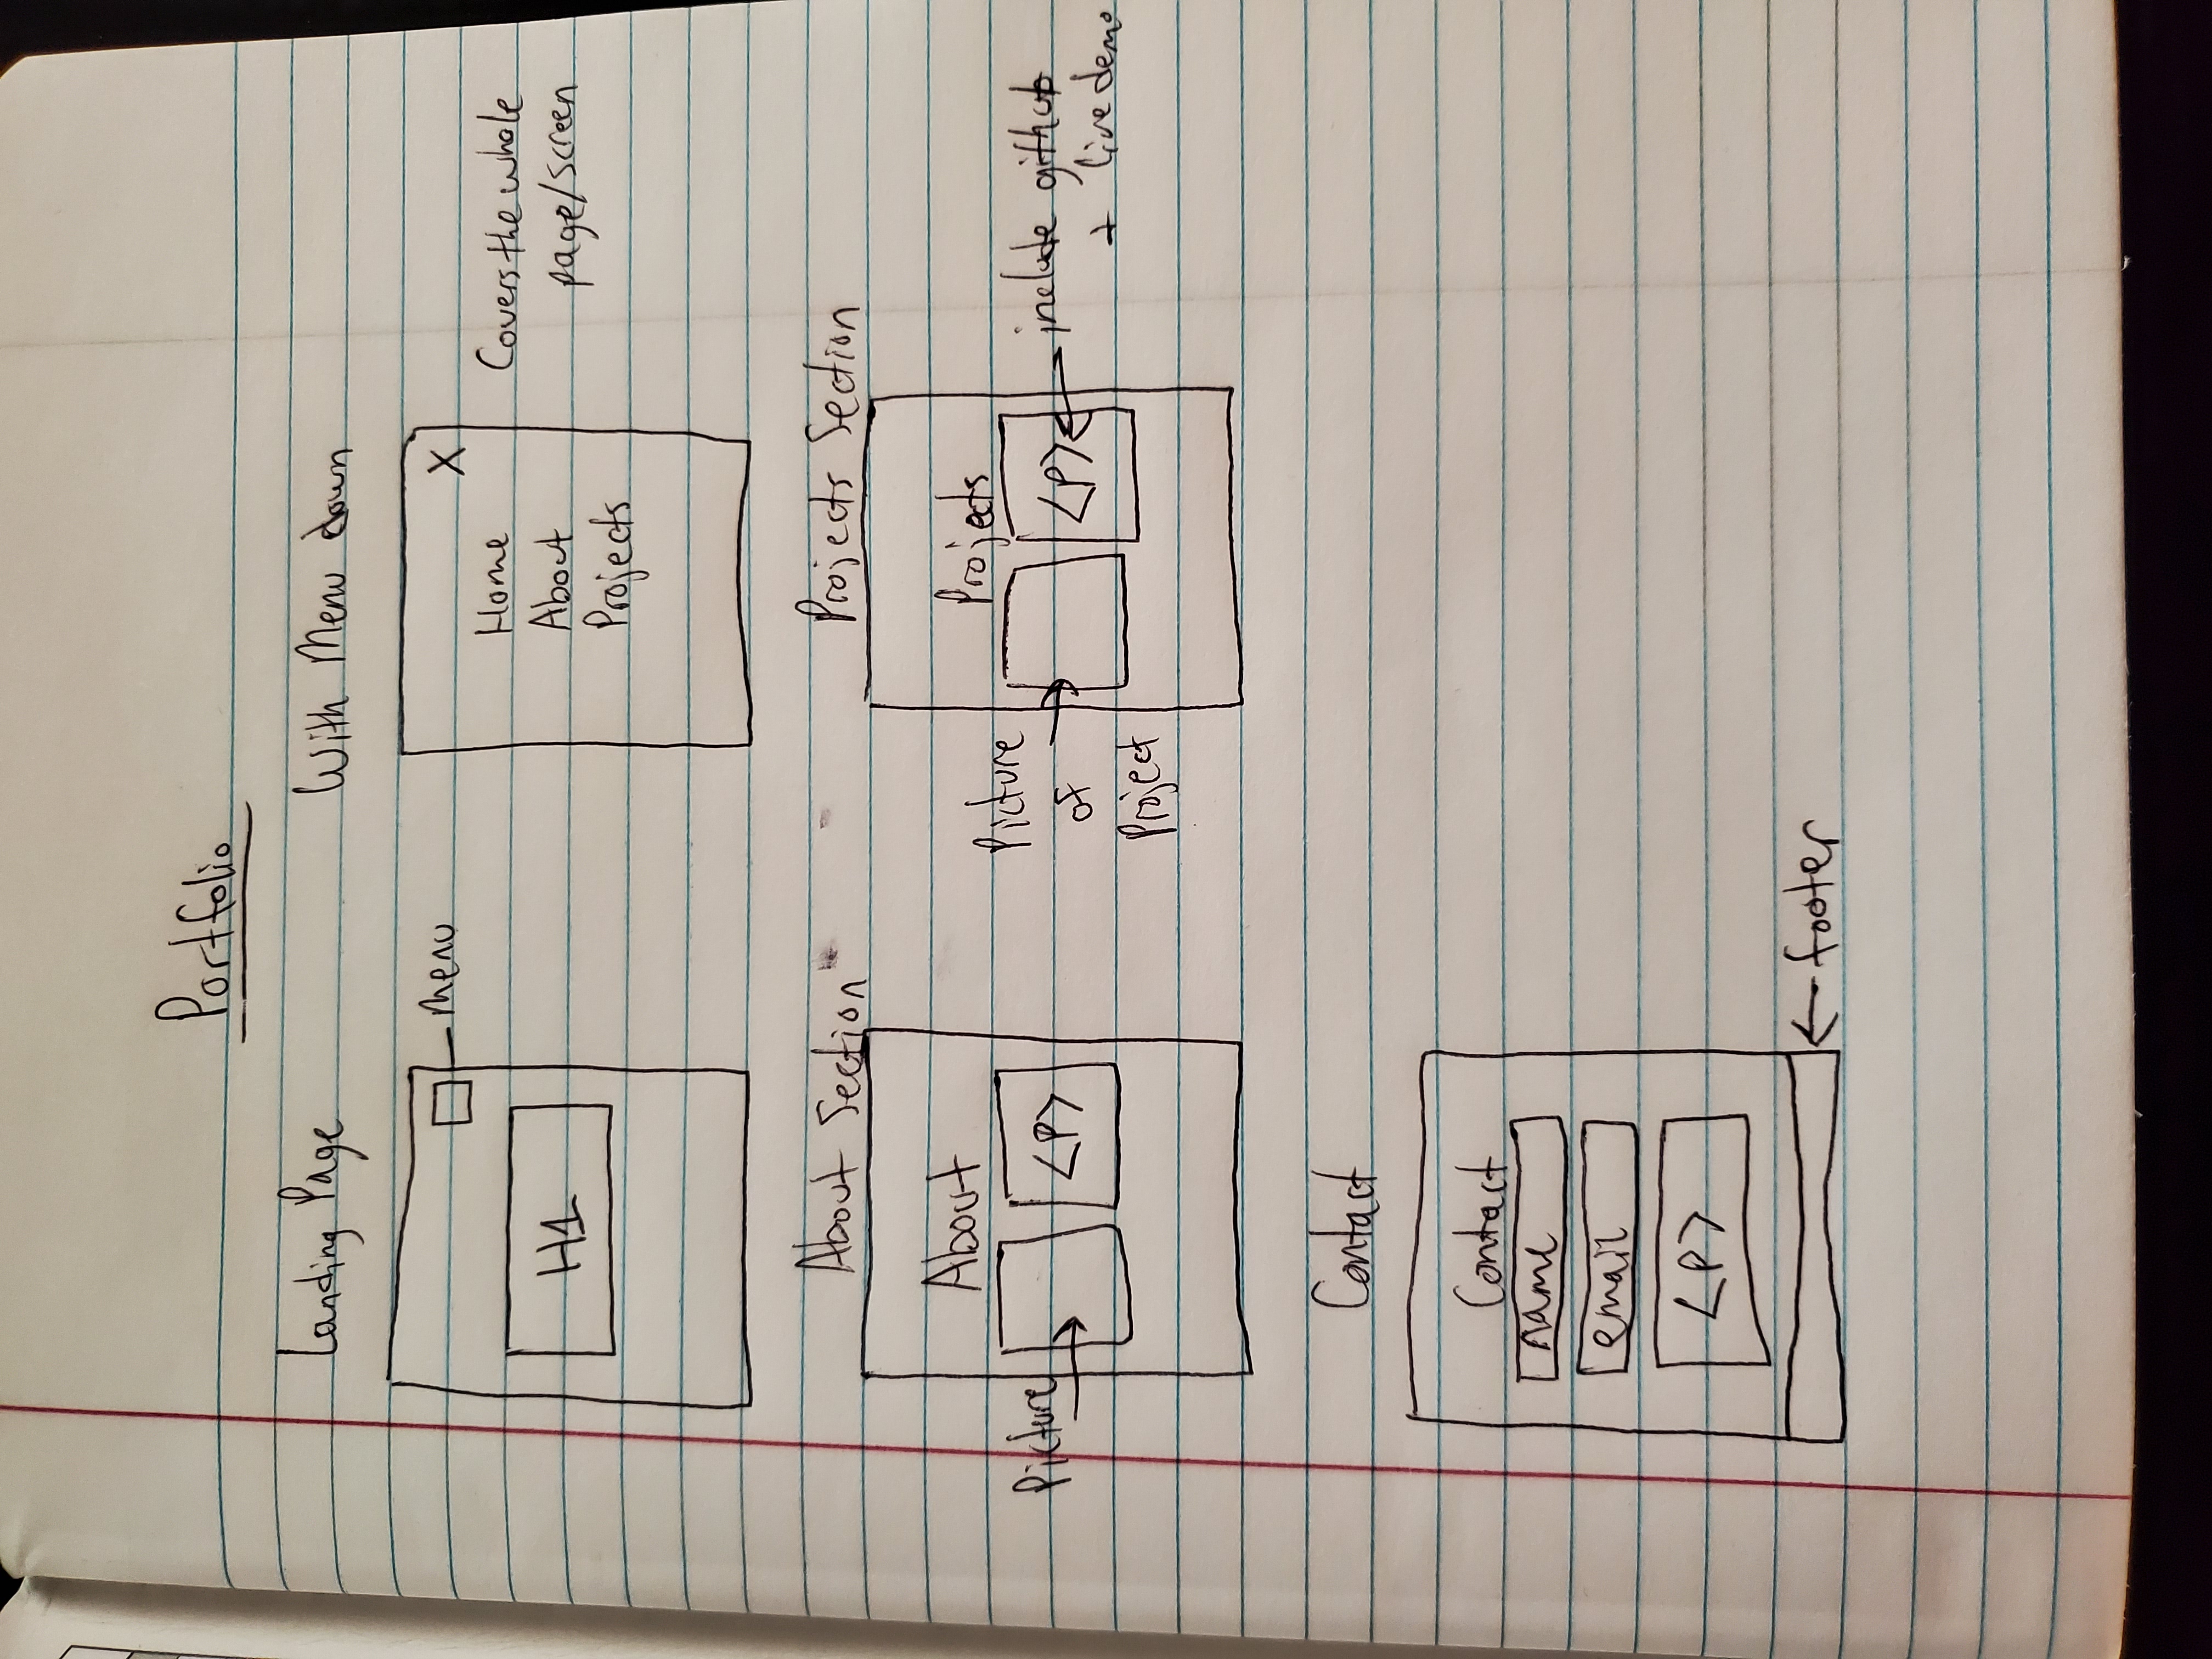 Portfolio
Landing Page
With Menu down
menu
H1
X
Home
About
Projects
Covers the whole
page/screen
About Section
Projects Section
About
Picture
<P>
Projects
Picture
of
Project
<P>
include github
+ live demo
Contact
Contact
name
email
<P>
footer